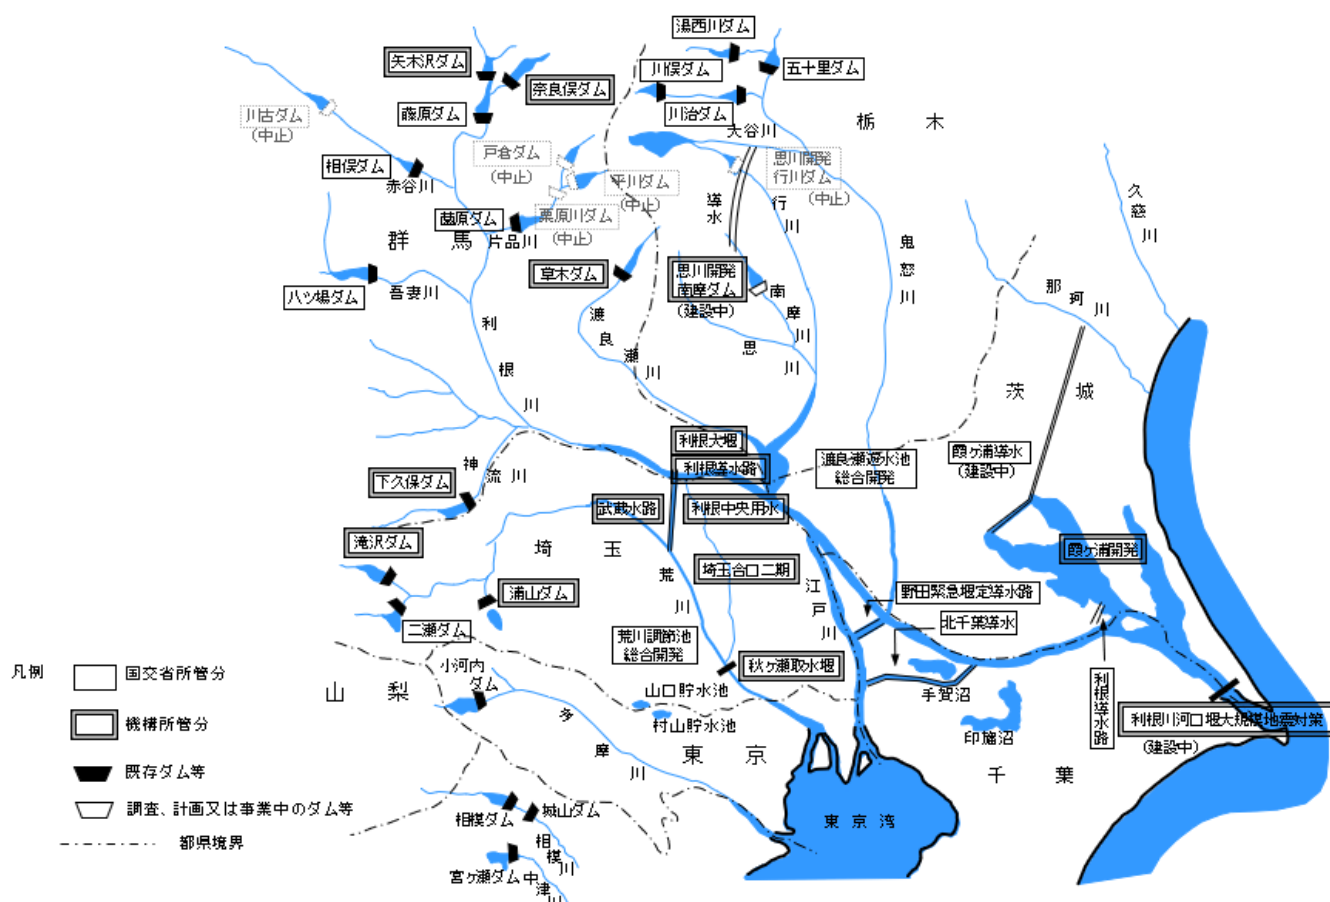 湯西川ダム
矢木沢ダム
川俣ダム
五十里ダム
奈良俣ダム
川古ダム
(中止)
藤原ダム
川治ダム
大谷川
栃木
戸倉ダム
(中止)
思川開発
行川ダム
(中止)
相俣ダム
赤谷川
平川ダム
(中止)
導水
行川
久慈川
薗原ダム
栗原川ダム
(中止)
群馬
片品川
鬼怒川
草木ダム
思川開発
南摩ダム
(建設中)
南摩川
八ツ場ダム
吾妻川
那珂川
利根川
渡良瀬川
思川
茨城
利根大堰
利根導水路
渡良瀬遊水池
総合開発
霞ヶ浦導水
(建設中)
神流川
下久保ダム
武蔵水路
利根中央用水
滝沢ダム
埼玉
霞ヶ浦開発
埼玉合口二期
荒川
江戸川
浦山ダム
野田緊急堰定導水路
二瀬ダム
北千葉導水
荒川調節池
総合開発
秋ヶ瀬取水堰
小河内
ダム
凡例
国交省所管分
山梨
山口貯水池
手賀沼
利根導水路
機構所管分
多摩川
村山貯水池
印旛沼
利根川河口堰大規模地震対策
(建設中)
東京
千葉
既存ダム等
調査、計画又は事業中のダム等
相模ダム
城山ダム
東京湾
都県境界
相模川
宮ヶ瀬ダム
中津川